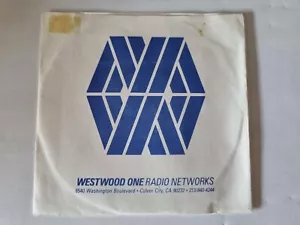 WESTWOOD ONE RADIO NETWORKS
9540 Washington Boulevard • Culver City, CA 90232 •